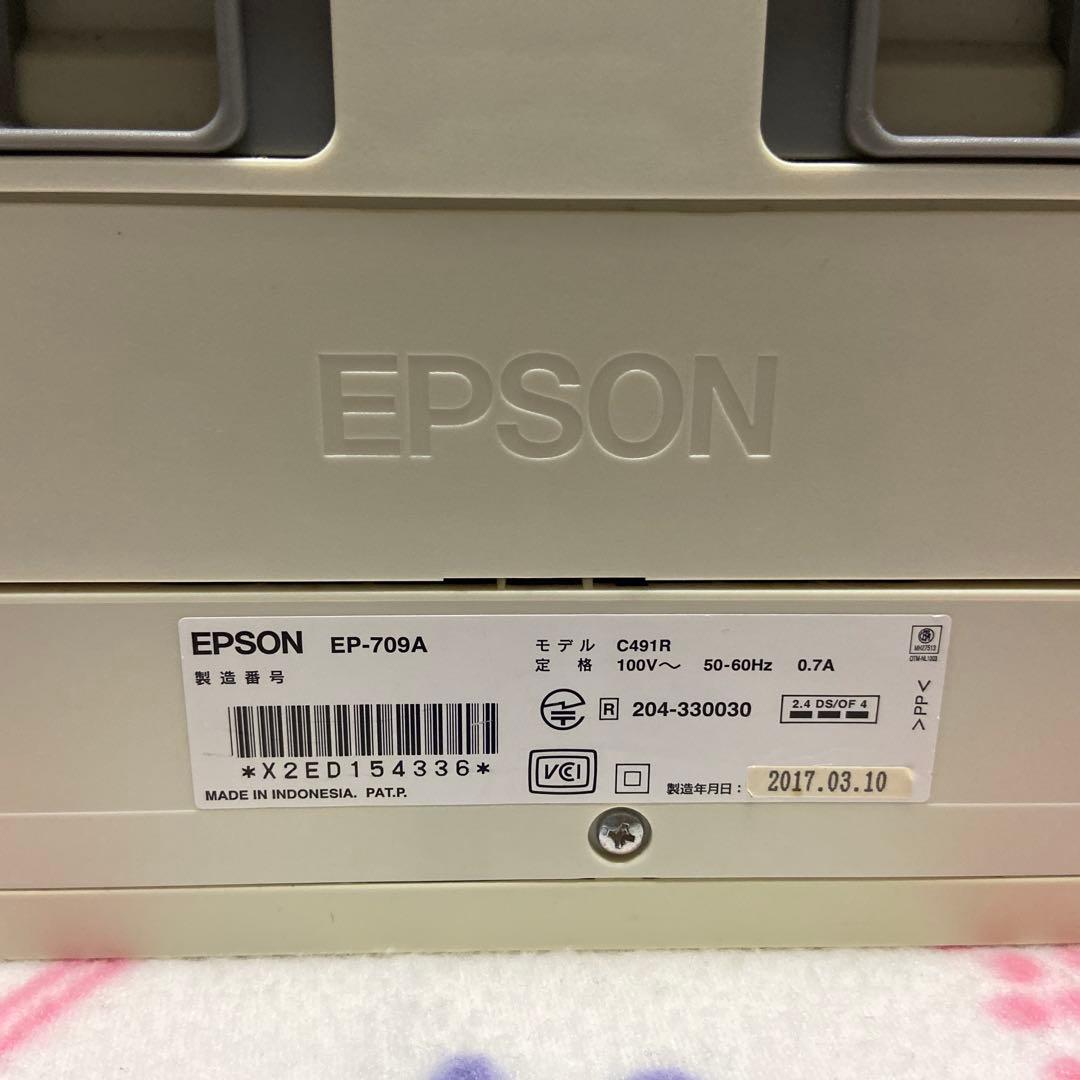 EPSON
EPSON EP-709A
モデル C491R
定格 100V～ 50-60Hz 0.7A
製造番号
MHZ7513
>PP<
R 204-330030
2.4 DS/OF 4
*X2ED154336*
VCI
MADE IN INDONESIA. PAT.P.
製造年月日: 2017.03.10